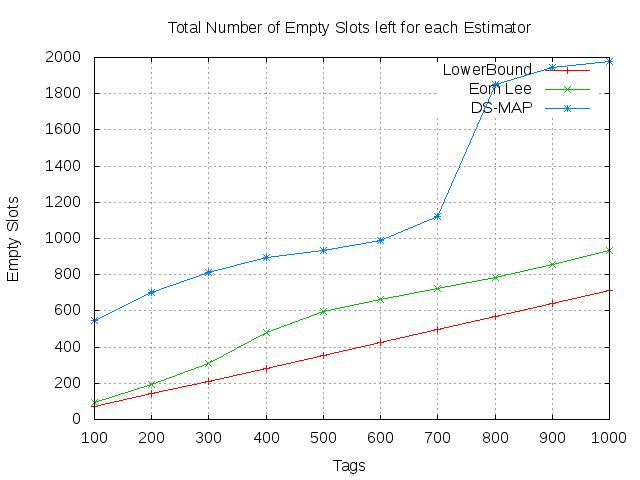 Total Number of Empty Slots left for each Estimator
2000
1800
1600
1400
1200
1000
800
600
400
200
0
Empty Slots
LowerBound
Eom Lee
DS-MAP
100 200 300 400 500 600 700 800 900 1000
Tags